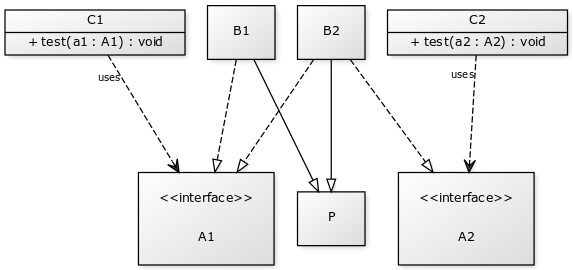 C1
+ test(a1 : A1) : void
B1
B2
C2
+ test(a2 : A2) : void
uses
uses
<<interface>>
A1
P
<<interface>>
A2